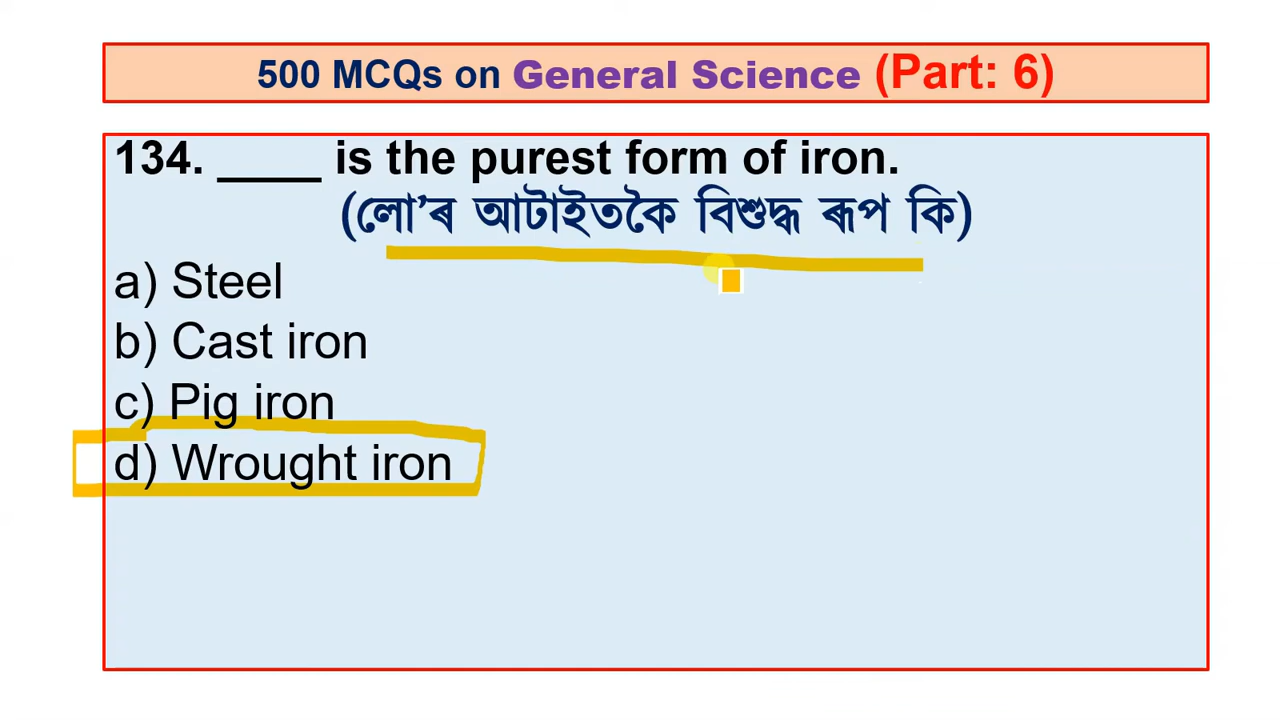 500 MCQs on General Science (Part: 6)
134. ____ is the purest form of iron.
(লো’ৰ আটাইতকৈ বিশুদ্ধ ৰূপ কি)
a) Steel
b) Cast iron
c) Pig iron
d) Wrought iron